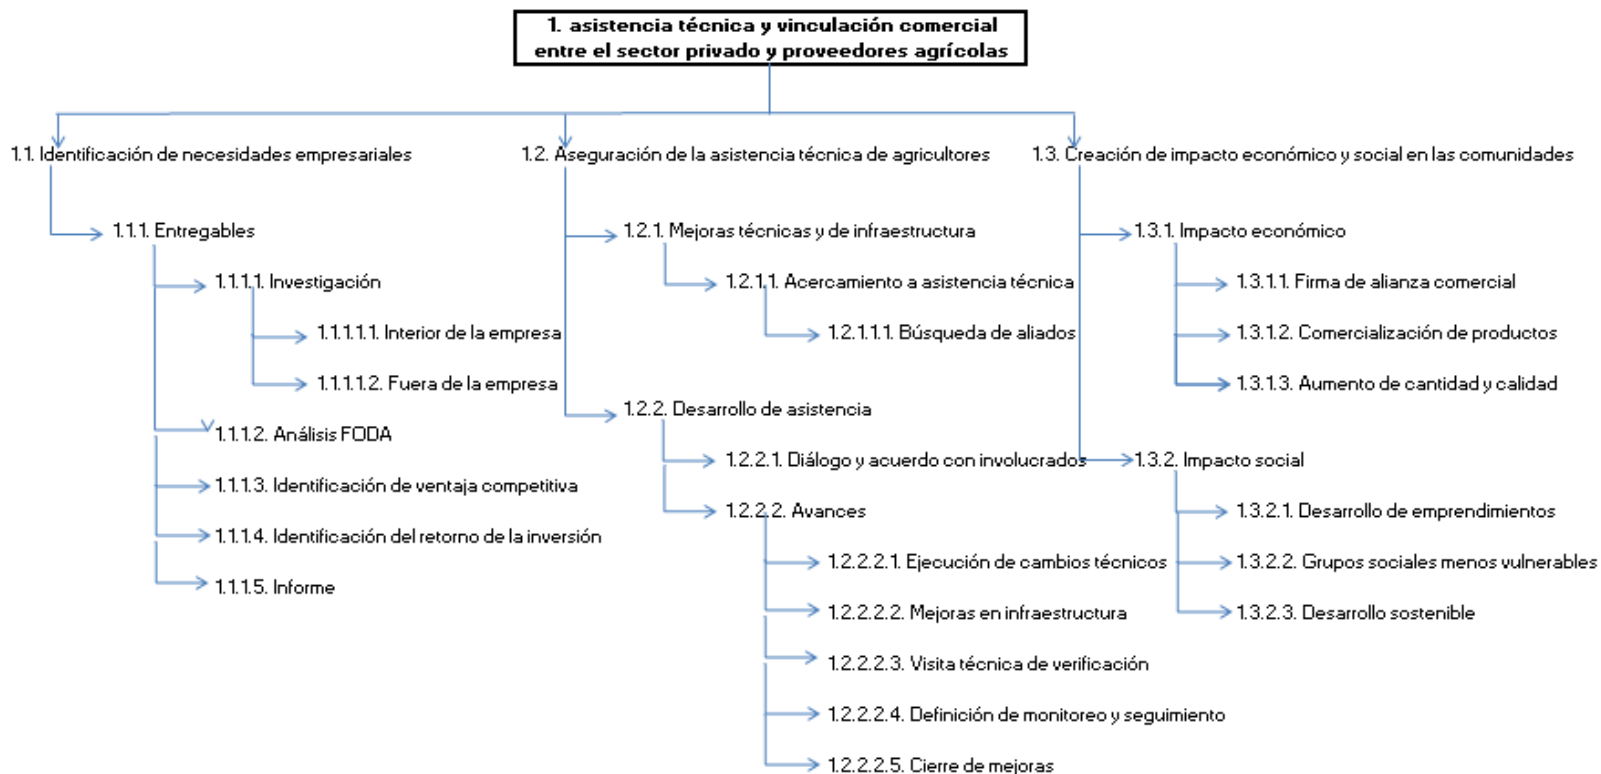 1. asistencia técnica y vinculación comercial
entre el sector privado y proveedores agrícolas
1.1. Identificación de necesidades empresariales
1.1.1. Entregables
1.1.1.1. Investigación
1.1.1.1.1. Interior de la empresa
1.1.1.1.2. Fuera de la empresa
1.1.1.2. Análisis FODA
1.1.1.3. Identificación de ventaja competitiva
1.1.1.4. Identificación del retorno de la inversión
1.1.1.5. Informe
1.2. Aseguración de la asistencia técnica de agricultores
1.2.1. Mejoras técnicas y de infraestructura
1.2.1.1. Acercamiento a asistencia técnica
1.2.1.1.1. Búsqueda de aliados
1.2.2. Desarrollo de asistencia
1.2.2.1. Diálogo y acuerdo con involucrados
1.2.2.2. Avances
1.2.2.2.1. Ejecución de cambios técnicos
1.2.2.2.2. Mejoras en infraestructura
1.2.2.2.3. Visita técnica de verificación
1.2.2.2.4. Definición de monitoreo y seguimiento
1.2.2.2.5. Cierre de mejoras
1.3. Creación de impacto económico y social en las comunidades
1.3.1. Impacto económico
1.3.1.1. Firma de alianza comercial
1.3.1.2. Comercialización de productos
1.3.1.3. Aumento de cantidad y calidad
1.3.2. Impacto social
1.3.2.1. Desarrollo de emprendimientos
1.3.2.2. Grupos sociales menos vulnerables
1.3.2.3. Desarrollo sostenible